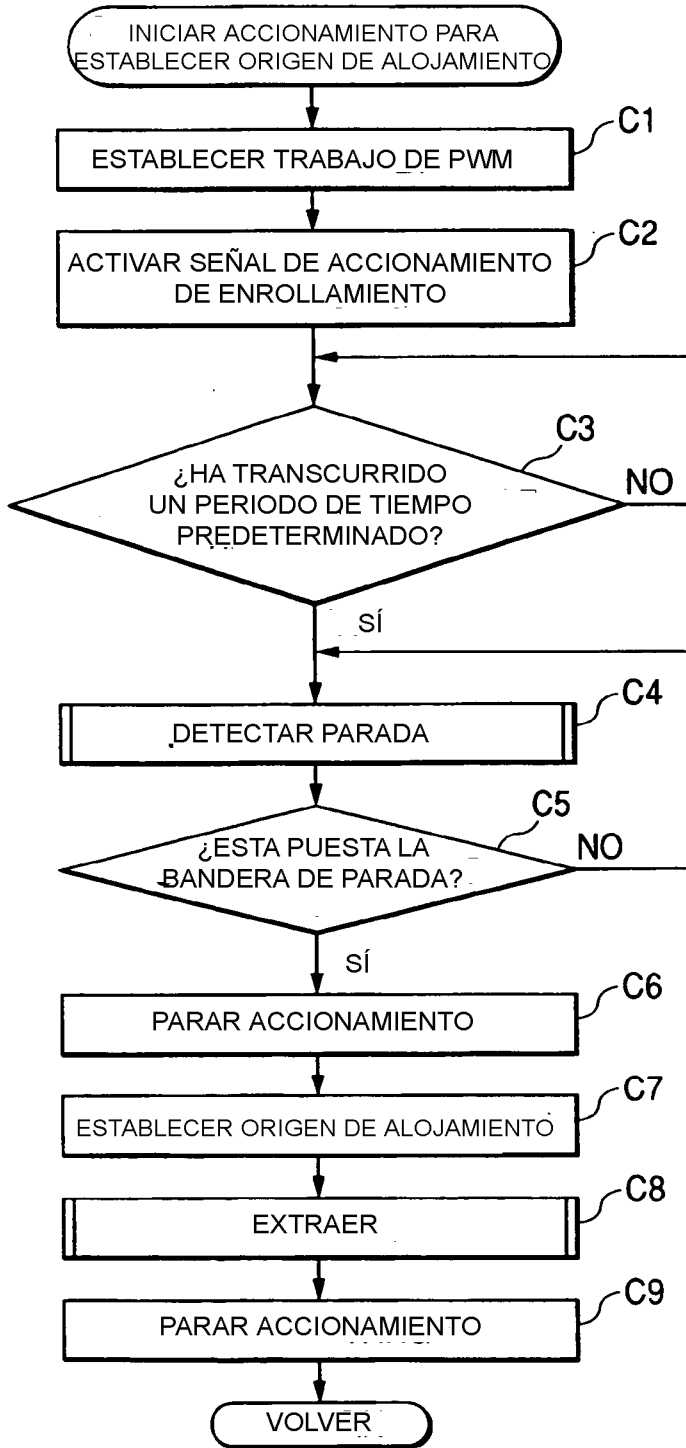 INICIAR ACCIONAMIENTO PARA
ESTABLECER ORIGEN DE ALOJAMIENTO
C1
ESTABLECER TRABAJO DE PWM
C2
ACTIVAR SEÑAL DE ACCIONAMIENTO
DE ENROLLAMIENTO
C3
¿HA TRANSCURRIDO
UN PERIODO DE TIEMPO
PREDETERMINADO?
NO
SÍ
C4
DETECTAR PARADA
C5
¿ESTA PUESTA LA
BANDERA DE PARADA?
NO
SÍ
C6
PARAR ACCIONAMIENTO
C7
ESTABLECER ORIGEN DE ALOJAMIENTO
C8
EXTRAER
C9
PARAR ACCIONAMIENTO
VOLVER